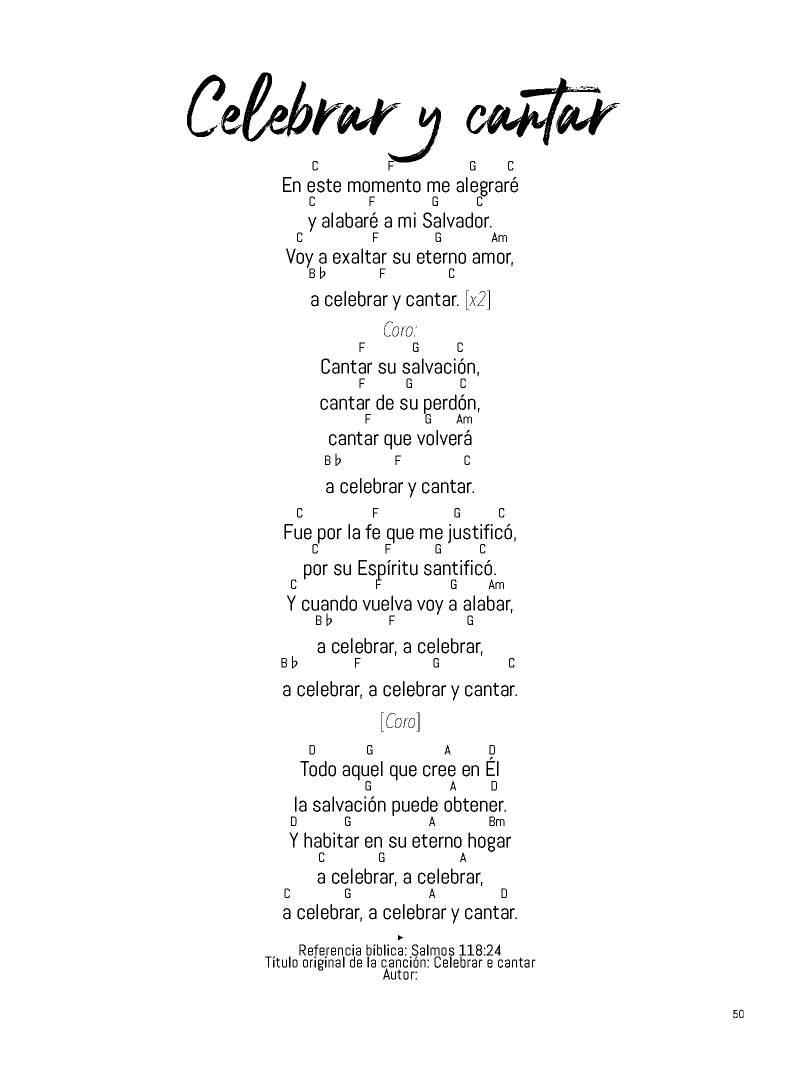 Celebrar y cantar
C F G C
En este momento me alegraré
C F G C
y alabaré a mi Salvador.
C F G Am
Voy a exaltar su eterno amor,
B♭ F C
a celebrar y cantar. [x2]
Coro:
F G C
Cantar su salvación,
F G C
cantar de su perdón,
F G Am
cantar que volverá
B♭ F C
a celebrar y cantar.
C F G C
Fue por la fe que me justificó,
C F G C
por su Espíritu santificó.
C F G Am
Y cuando vuelva voy a alabar,
B♭ F G
a celebrar, a celebrar,
B♭ F G C
a celebrar, a celebrar y cantar.
[Coro]
D G A D
Todo aquel que cree en Él
G A D
la salvación puede obtener.
D G A Bm
Y habitar en su eterno hogar
C G A
a celebrar, a celebrar,
C G A D
a celebrar, a celebrar y cantar.
▸
Referencia bíblica: Salmos 118:24
Título original de la canción: Celebrar e cantar
Autor:
50